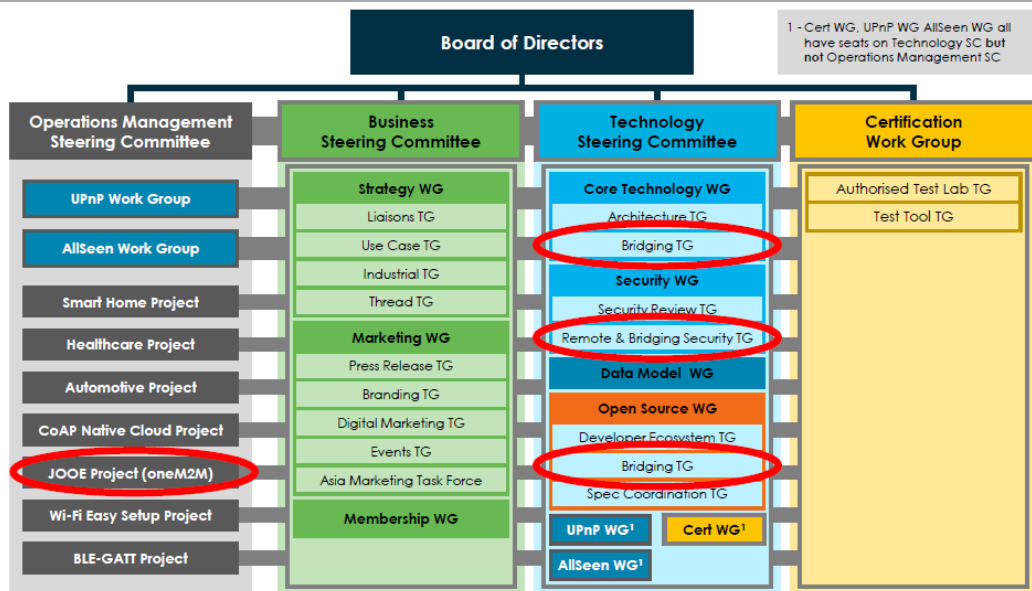 Board of Directors
1 - Cert WG, UPnP WG AllSeen WG all
have seats on Technology SC but
not Operations Management SC
Operations Management
Steering Committee
UPnP Work Group
AllSeen Work Group
Smart Home Project
Healthcare Project
Automotive Project
CoAP Native Cloud Project
JOOE Project (oneM2M)
Wi-Fi Easy Setup Project
BLE-GATT Project
Business
Steering Committee
Strategy WG
Liaisons TG
Use Case TG
Industrial TG
Thread TG
Marketing WG
Press Release TG
Branding TG
Digital Marketing TG
Events TG
Asia Marketing Task Force
Membership WG
Technology
Steering Committee
Core Technology WG
Architecture TG
Bridging TG
Security WG
Security Review TG
Remote & Bridging Security TG
Data Model WG
Open Source WG
Developer Ecosystem TG
Bridging TG
Spec Coordination TG
UPnP WG1
Cert WG1
AllSeen WG1
Certification
Work Group
Authorised Test Lab TG
Test Tool TG